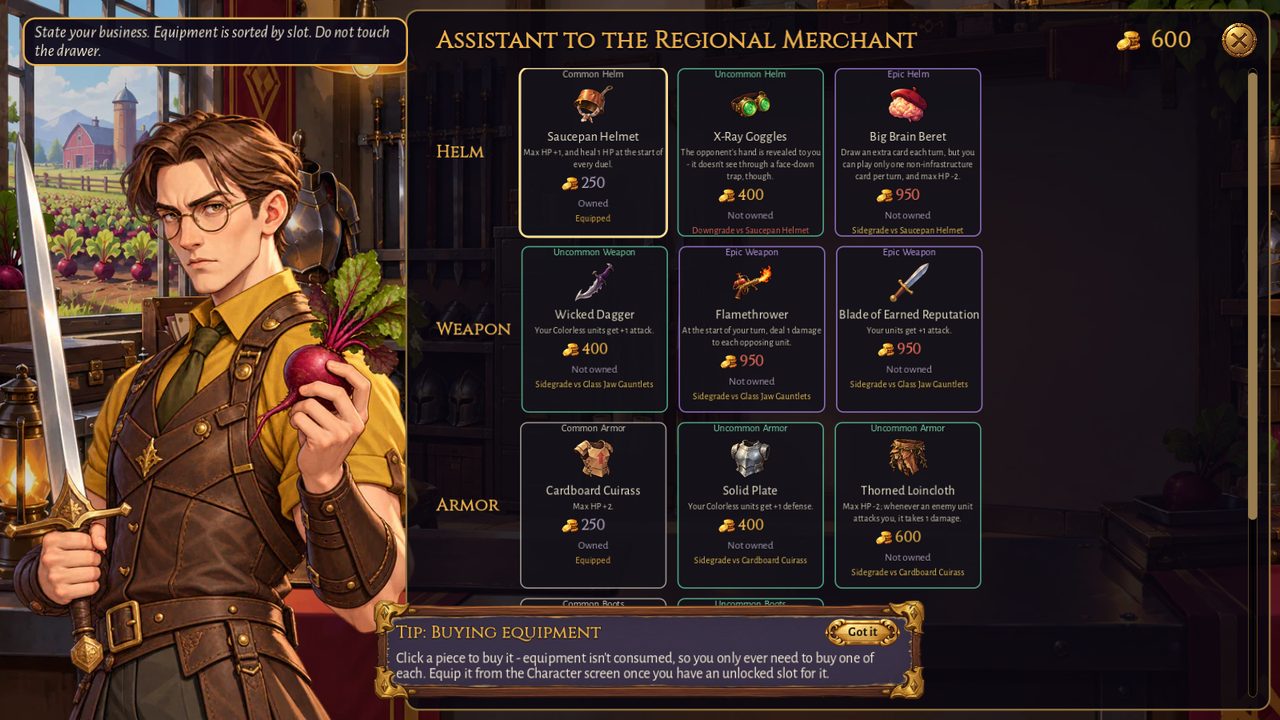 State your business. Equipment is sorted by slot. Do not touch
the drawer.
Assistant to the Regional Merchant
600
Helm
Common Helm
Saucepan Helmet
Max HP +1, and heal 1 HP at the start of
every duel.
250
Owned
Equipped
Uncommon Helm
X-Ray Goggles
The opponent's hand is revealed to you
- it doesn't see through a face-down
trap, though.
400
Not owned
Downgrade vs Saucepan Helmet
Epic Helm
Big Brain Beret
Draw an extra card each turn, but you
can play only one non-infrastructure
card per turn, and max HP -2.
950
Not owned
Sidegrade vs Saucepan Helmet
Weapon
Uncommon Weapon
Wicked Dagger
Your Colorless units get +1 attack.
400
Not owned
Sidegrade vs Glass Jaw Gauntlets
Epic Weapon
Flamethrower
At the start of your turn, deal 1 damage
to each opposing unit.
950
Not owned
Sidegrade vs Glass Jaw Gauntlets
Epic Weapon
Blade of Earned Reputation
Your units get +1 attack.
950
Not owned
Sidegrade vs Glass Jaw Gauntlets
Armor
Common Armor
Cardboard Cuirass
Max HP +2.
250
Owned
Equipped
Uncommon Armor
Solid Plate
Your Colorless units get +1 defense.
400
Not owned
Sidegrade vs Cardboard Cuirass
Uncommon Armor
Thorned Loincloth
Max HP -2; whenever an enemy unit
attacks you, it takes 1 damage.
600
Not owned
Sidegrade vs Cardboard Cuirass
Common Boots
Uncommon Boots
Tip: Buying equipment
Got it
Click a piece to buy it - equipment isn't consumed, so you only ever need to buy one of
each. Equip it from the Character screen once you have an unlocked slot for it.